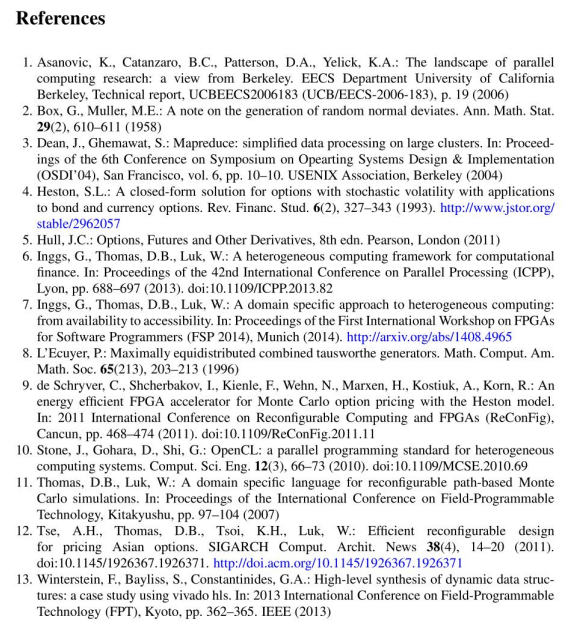 References
1. Asanovic, K., Catanzaro, B.C., Patterson, D.A., Yelick, K.A.: The landscape of parallel
computing research: a view from Berkeley. EECS Department University of California
Berkeley, Technical report, UCBEECS2006183 (UCB/EECS-2006-183), p. 19 (2006)
2. Box, G., Muller, M.E.: A note on the generation of random normal deviates. Ann. Math. Stat.
29(2), 610–611 (1958)
3. Dean, J., Ghemawat, S.: Mapreduce: simplified data processing on large clusters. In: Proceed-
ings of the 6th Conference on Symposium on Opearting Systems Design & Implementation
(OSDI'04), San Francisco, vol. 6, pp. 10–10. USENIX Association, Berkeley (2004)
4. Heston, S.L.: A closed-form solution for options with stochastic volatility with applications
to bond and currency options. Rev. Financ. Stud. 6(2), 327–343 (1993). http://www.jstor.org/
stable/2962057
5. Hull, J.C.: Options, Futures and Other Derivatives, 8th edn. Pearson, London (2011)
6. Inggs, G., Thomas, D.B., Luk, W.: A heterogeneous computing framework for computational
finance. In: Proceedings of the 42nd International Conference on Parallel Processing (ICPP),
Lyon, pp. 688–697 (2013). doi:10.1109/ICPP.2013.82
7. Inggs, G., Thomas, D.B., Luk, W.: A domain specific approach to heterogeneous computing:
from availability to accessibility. In: Proceedings of the First International Workshop on FPGAs
for Software Programmers (FSP 2014), Munich (2014). http://arxiv.org/abs/1408.4965
8. L'Ecuyer, P.: Maximally equidistributed combined tausworthe generators. Math. Comput. Am.
Math. Soc. 65(213), 203–213 (1996)
9. de Schryver, C., Shcherbakov, I., Kienle, F., Wehn, N., Marxen, H., Kostiuk, A., Korn, R.: An
energy efficient FPGA accelerator for Monte Carlo option pricing with the Heston model.
In: 2011 International Conference on Reconfigurable Computing and FPGAs (ReConFig),
Cancun, pp. 468–474 (2011). doi:10.1109/ReConFig.2011.11
10. Stone, J., Gohara, D., Shi, G.: OpenCL: a parallel programming standard for heterogeneous
computing systems. Comput. Sci. Eng. 12(3), 66–73 (2010). doi:10.1109/MCSE.2010.69
11. Thomas, D.B., Luk, W.: A domain specific language for reconfigurable path-based Monte
Carlo simulations. In: Proceedings of the International Conference on Field-Programmable
Technology, Kitakyushu, pp. 97–104 (2007)
12. Tse, A.H., Thomas, D.B., Tsoi, K.H., Luk, W.: Efficient reconfigurable design
for pricing Asian options. SIGARCH Comput. Archit. News 38(4), 14–20 (2011).
doi:10.1145/1926367.1926371. http://doi.acm.org/10.1145/1926367.1926371
13. Winterstein, F., Bayliss, S., Constantinides, G.A.: High-level synthesis of dynamic data struc-
tures: a case study using vivado hls. In: 2013 International Conference on Field-Programmable
Technology (FPT), Kyoto, pp. 362–365. IEEE (2013)